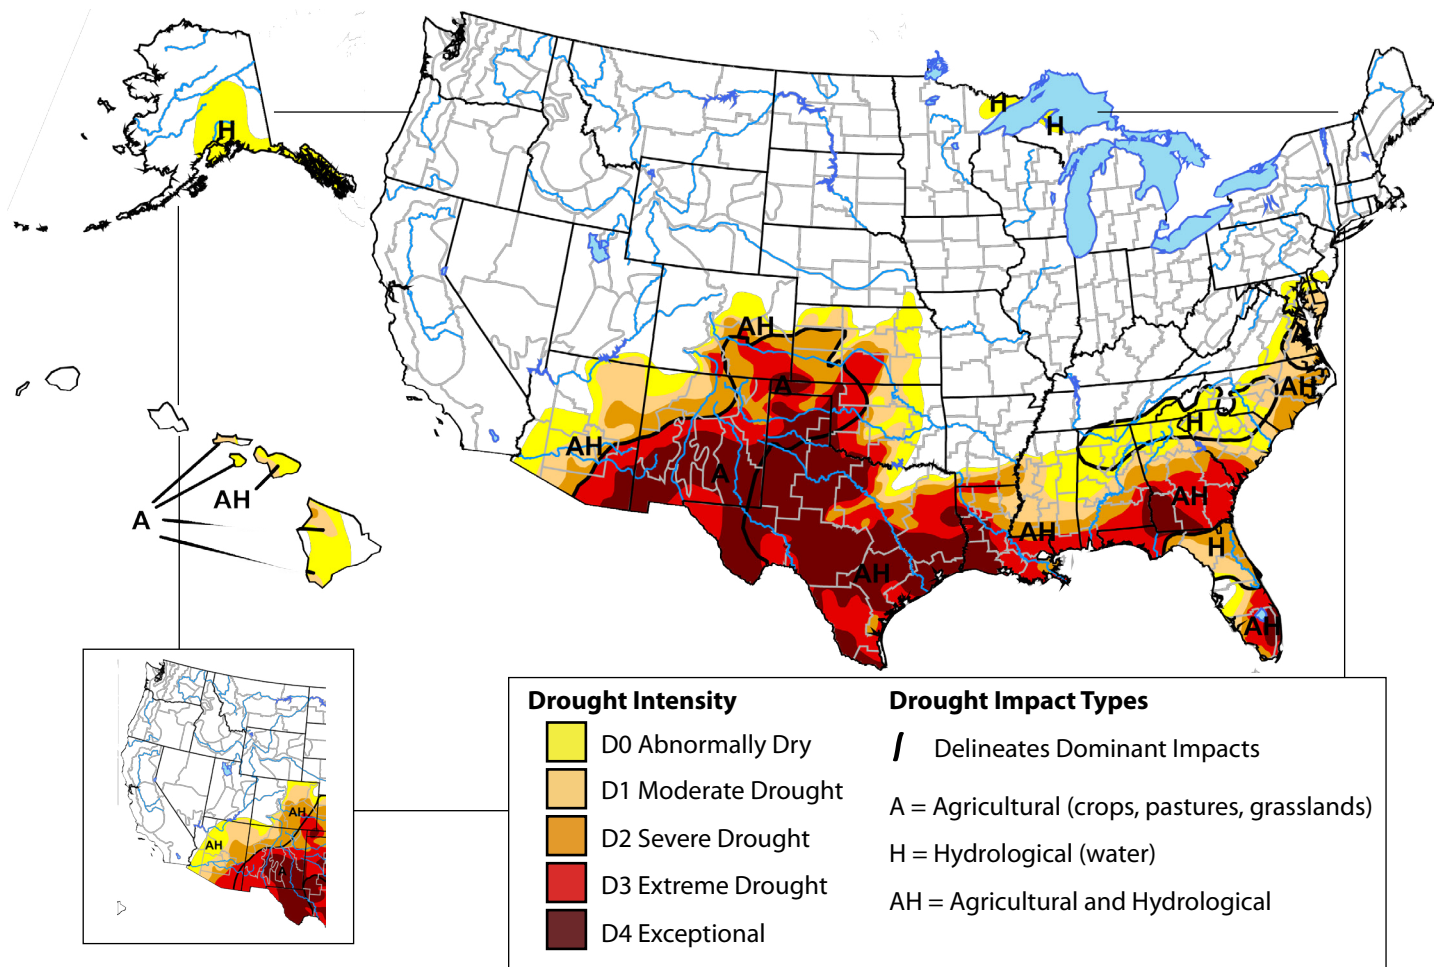 H
H
H
AH
A
AH
H
AH
A
AH
A
AH
AH
H
AH
AH
AH
AH
AH
A
Drought Intensity
D0 Abnormally Dry
D1 Moderate Drought
D2 Severe Drought
D3 Extreme Drought
D4 Exceptional
Drought Impact Types
Delineates Dominant Impacts
A = Agricultural (crops, pastures, grasslands)
H = Hydrological (water)
AH = Agricultural and Hydrological